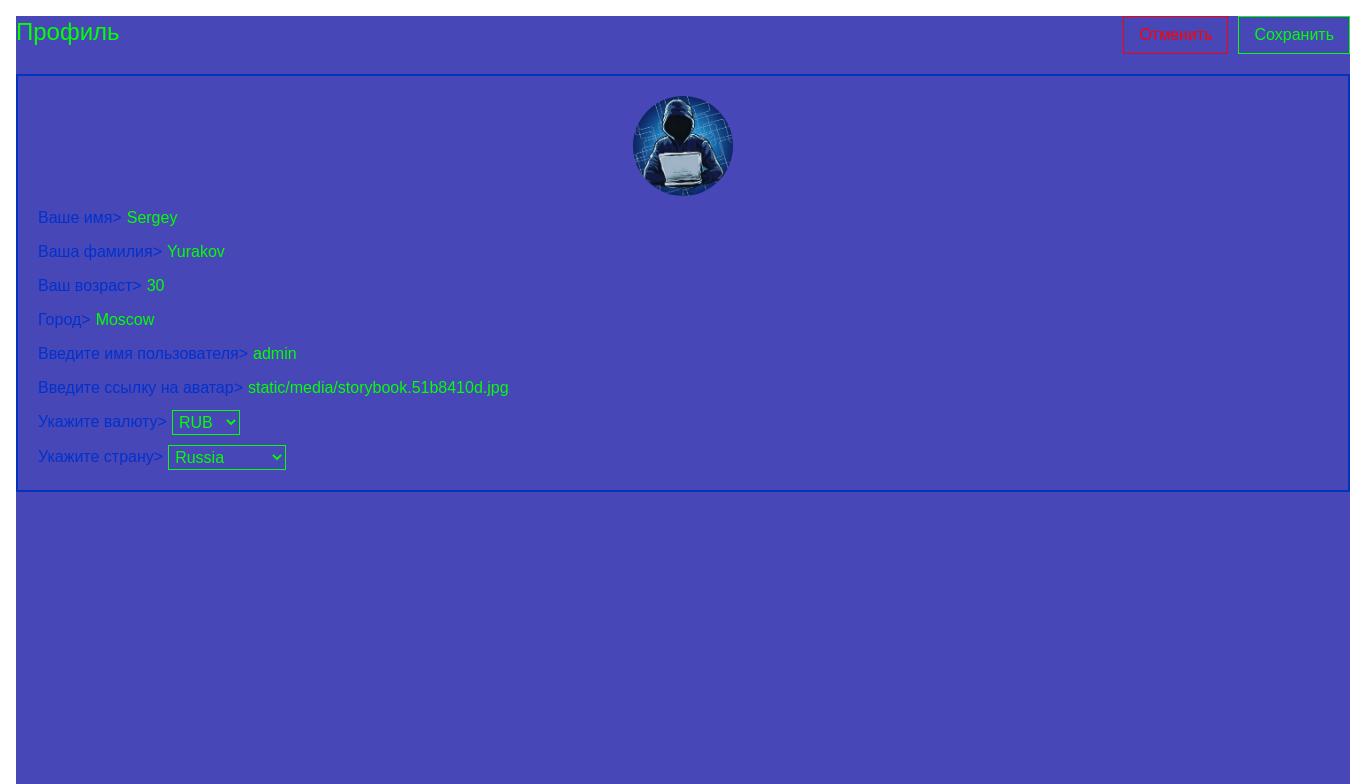 Профиль
Отменить Сохранить
Ваше имя> Sergey
Ваша фамилия> Yurakov
Ваш возраст> 30
Город> Moscow
Введите имя пользователя> admin
Введите ссылку на аватар> static/media/storybook.51b8410d.jpg
Укажите валюту> RUB
Укажите страну> Russia